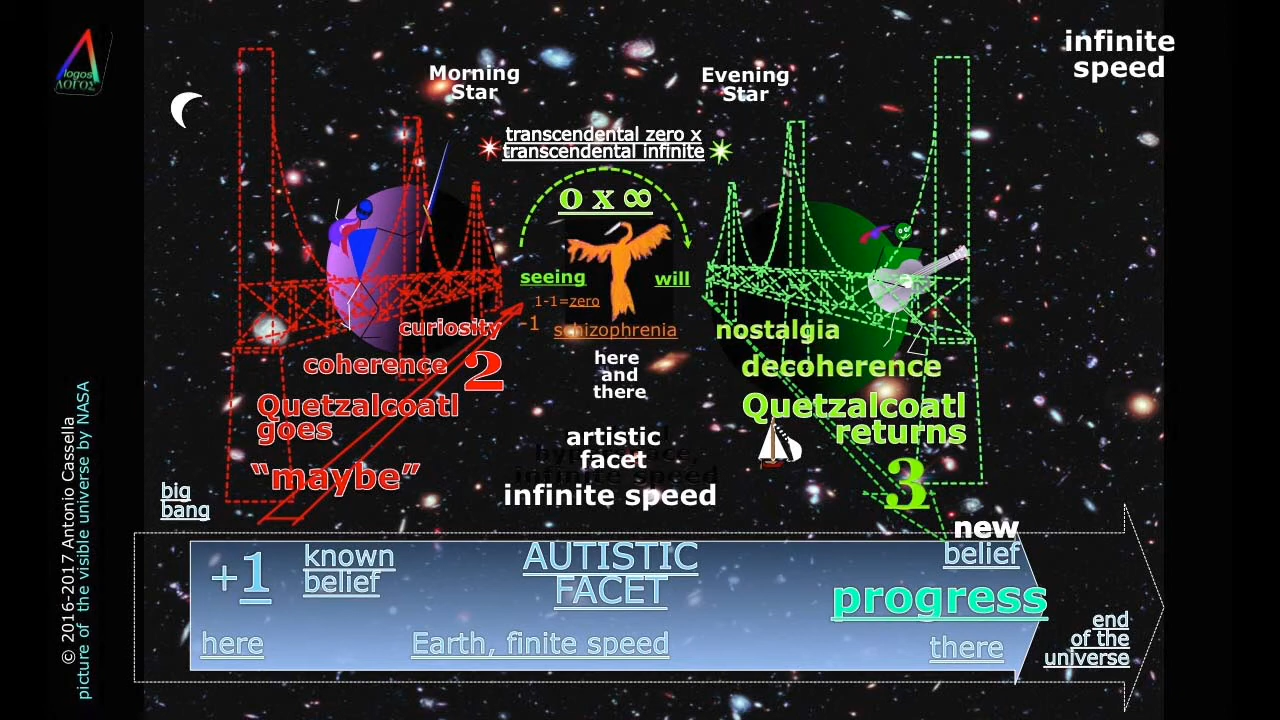 logos
ΛΟΓΟΣ
infinite
speed
Morning
Star
Evening
Star
transcendental zero x
transcendental infinite
0 x ∞
seeing
will
1-1=zero
-1
schizophrenia
here
and
there
curiosity
coherence
2
Quetzalcoatl
goes
“maybe”
nostalgia
decoherence
Quetzalcoatl
returns
3
artistic
facet
infinite speed
big
bang
new
belief
+1
known
belief
AUTISTIC
FACET
progress
here
Earth, finite speed
there
end
of the
universe
© 2016-2017 Antonio Cassella
picture of the visible universe by NASA